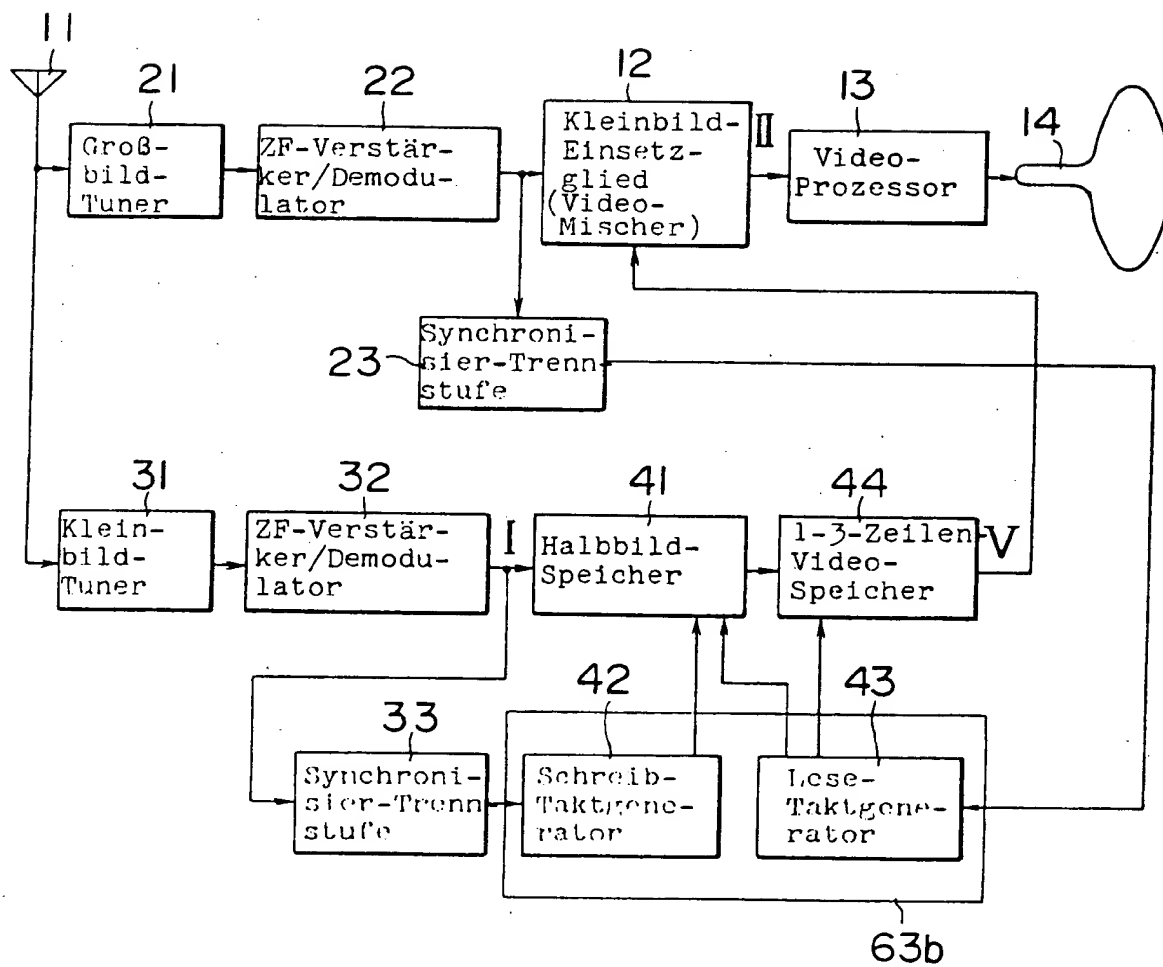 11
21
22
12
13
14
Groß-
bild-
Tuner
ZF-Verstär-
ker/Demodu-
lator
Kleinbild-
Einsetz-
glied
(Video-
Mischer)
II
Video-
Prozessor
23
Synchroni-
sier-Trenn
stufe
31
32
41
44
Klein-
bild-
Tuner
ZF-Verstär-
ker/Demodu-
lator
I
Halbbild-
Speicher
1-3-Zeilen-
Video-
Speicher
V
33
42
43
Synchroni-
sier-Trenn
stufe
Schreib-
Taktgene-
rator
Lese-
Taktgene-
rator
63b